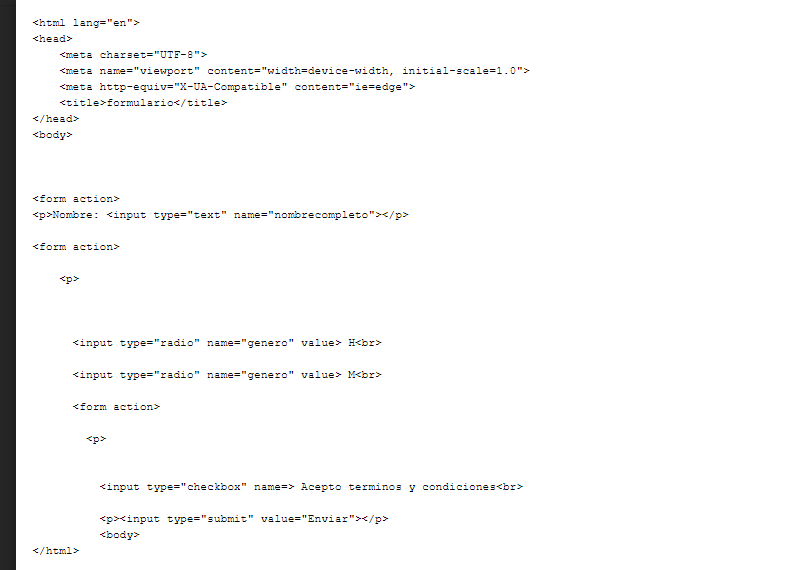 <html lang="en">
<head>
<meta charset="UTF-8">
<meta name="viewport" content="width=device-width, initial-scale=1.0">
<meta http-equiv="X-UA-Compatible" content="ie=edge">
<title>formulario</title>
</head>
<body>
<form action>
<p>Nombre: <input type="text" name="nombrecompleto"></p>
<form action>
<p>
<input type="radio" name="genero" value> H<br>
<input type="radio" name="genero" value> M<br>
<form action>
<p>
<input type="checkbox" name=> Acepto terminos y condiciones<br>
<p><input type="submit" value="Enviar"></p>
<body>
</html>